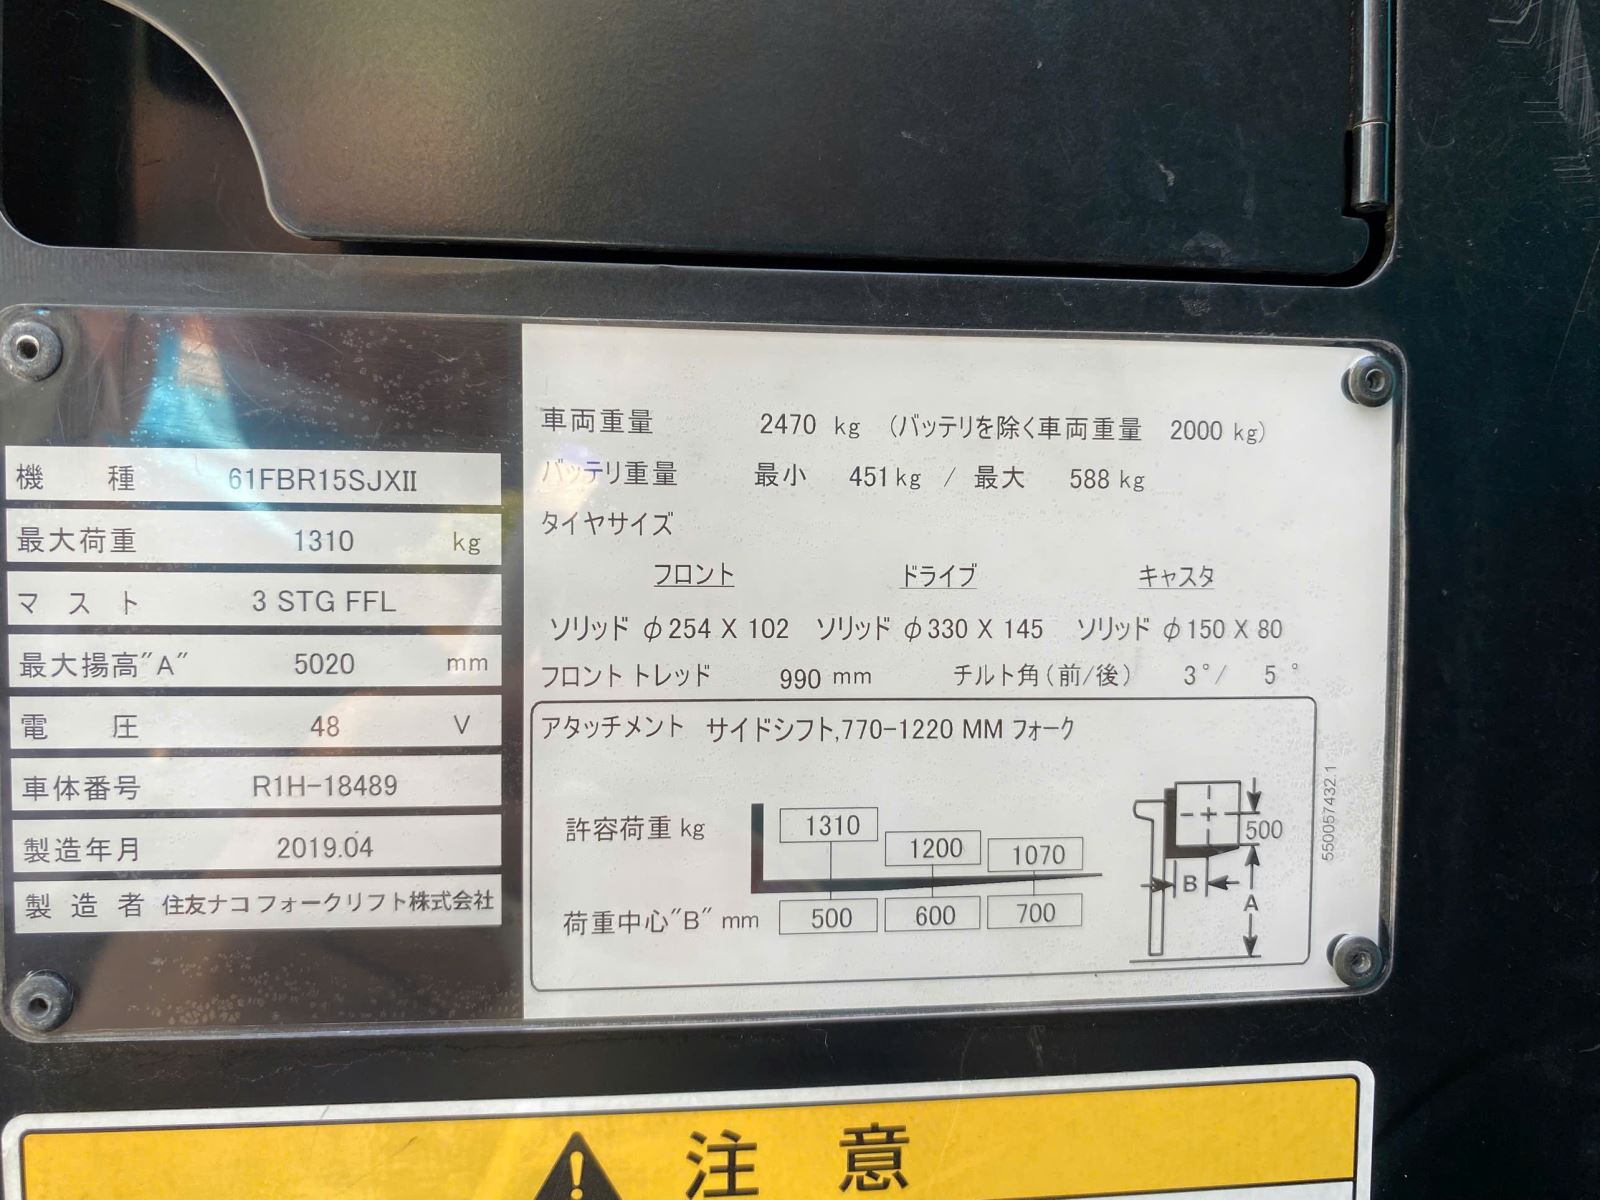 機種 61FBR15SJXII
最大荷重 1310 kg
マスト 3 STG FFL
最大揚高"A" 5020 mm
電圧 48 V
車体番号 R1H-18489
製造年月 2019.04
製造者 住友ナコ フォークリフト株式会社
車両重量 2470 kg (バッテリを除く車両重量 2000 kg)
バッテリ重量 最小 451kg / 最大 588 kg
タイヤサイズ
フロント ドライブ キャスタ
ソリッド φ254 X 102 ソリッド φ330 X 145 ソリッド φ150 X 80
フロント トレッド 990 mm チルト角(前/後) 3°/ 5°
アタッチメント サイドシフト,770-1220 MM フォーク
許容荷重 kg 1310 1200 1070
荷重中心"B" mm 500 600 700
500
B
A
550057432.1
注意